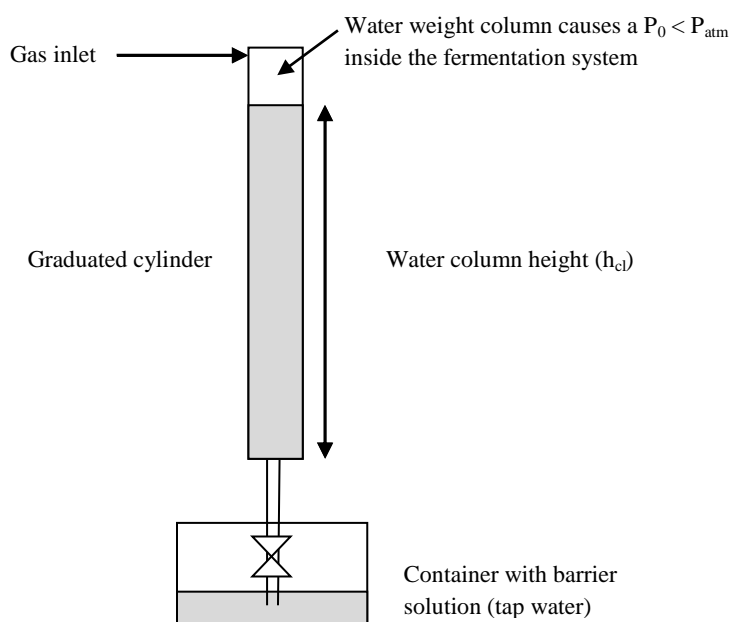 Water weight column causes a P₀ < Pₐₜₘ
inside the fermentation system
Gas inlet
Graduated cylinder
Water column height (h_cl)
Container with barrier
solution (tap water)